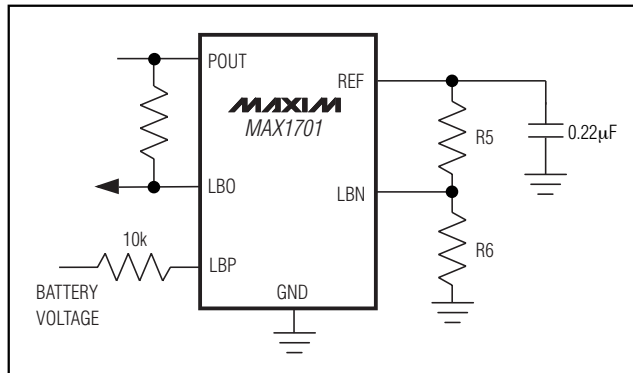 POUT
REF
MAXIM
MAX1701
R5
0.22µF
LBO
LBN
10k
LBP
R6
BATTERY
VOLTAGE
GND